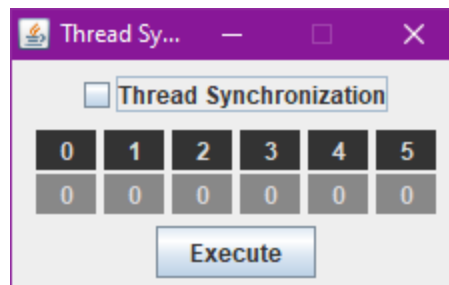 Thread Sy...
Thread Synchronization
0 1 2 3 4 5
0 0 0 0 0 0
Execute